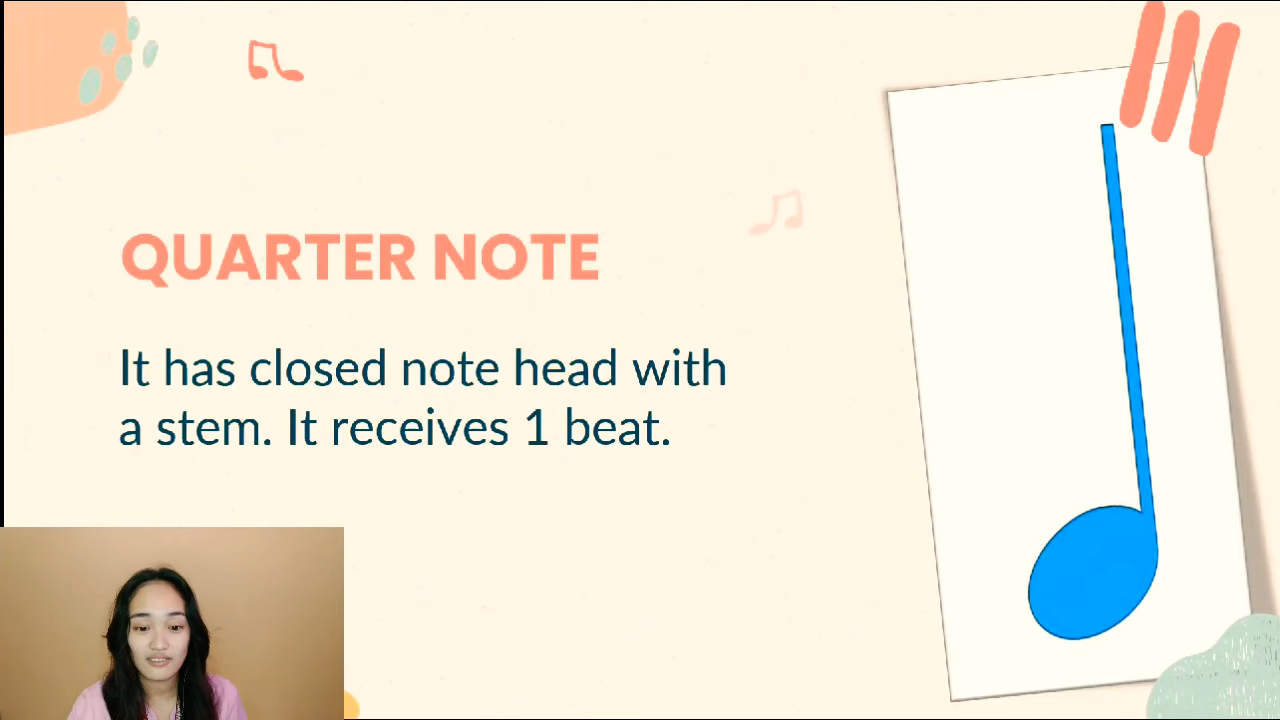 QUARTER NOTE
It has closed note head with
a stem. It receives 1 beat.